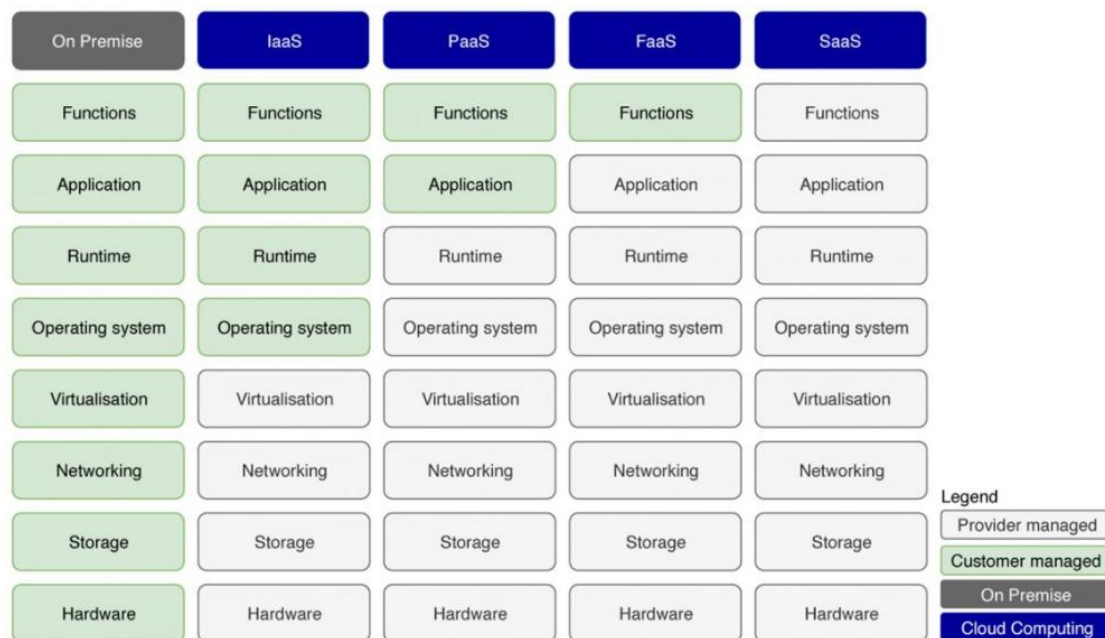 On Premise IaaS PaaS FaaS SaaS
Functions Functions Functions Functions Functions
Application Application Application Application Application
Runtime Runtime Runtime Runtime Runtime
Operating system Operating system Operating system Operating system Operating system
Virtualisation Virtualisation Virtualisation Virtualisation Virtualisation
Networking Networking Networking Networking Networking
Storage Storage Storage Storage Storage
Hardware Hardware Hardware Hardware Hardware
Legend
Provider managed
Customer managed
On Premise
Cloud Computing